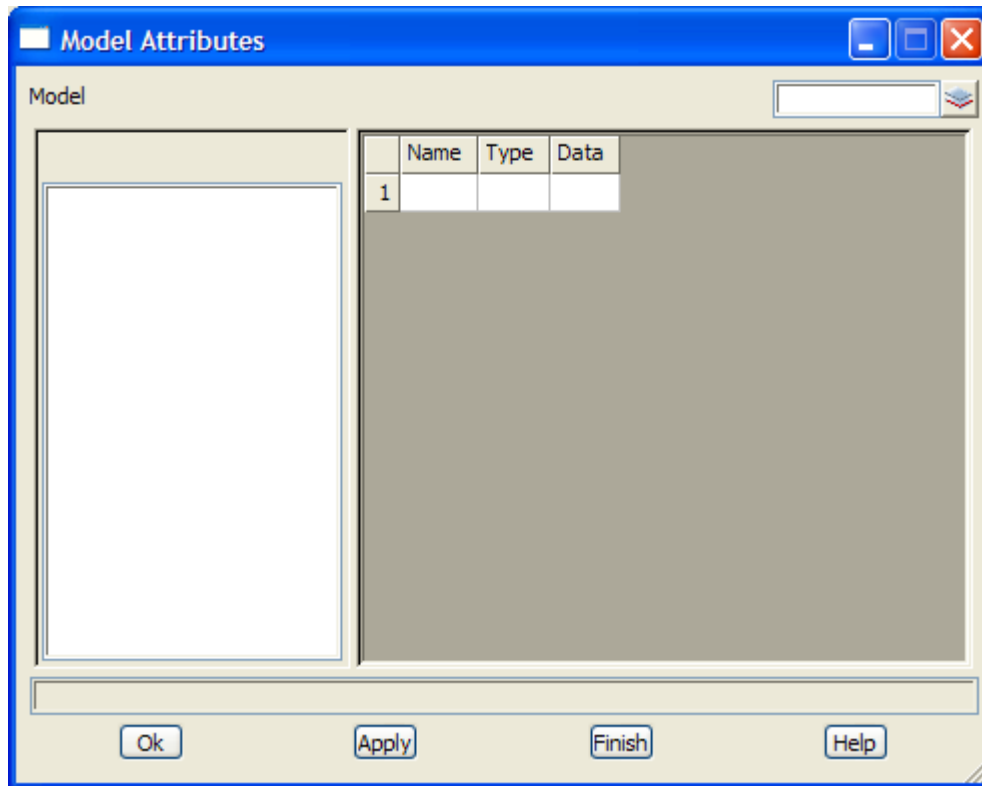 Model Attributes
Model
Name Type Data
1
Ok Apply Finish Help